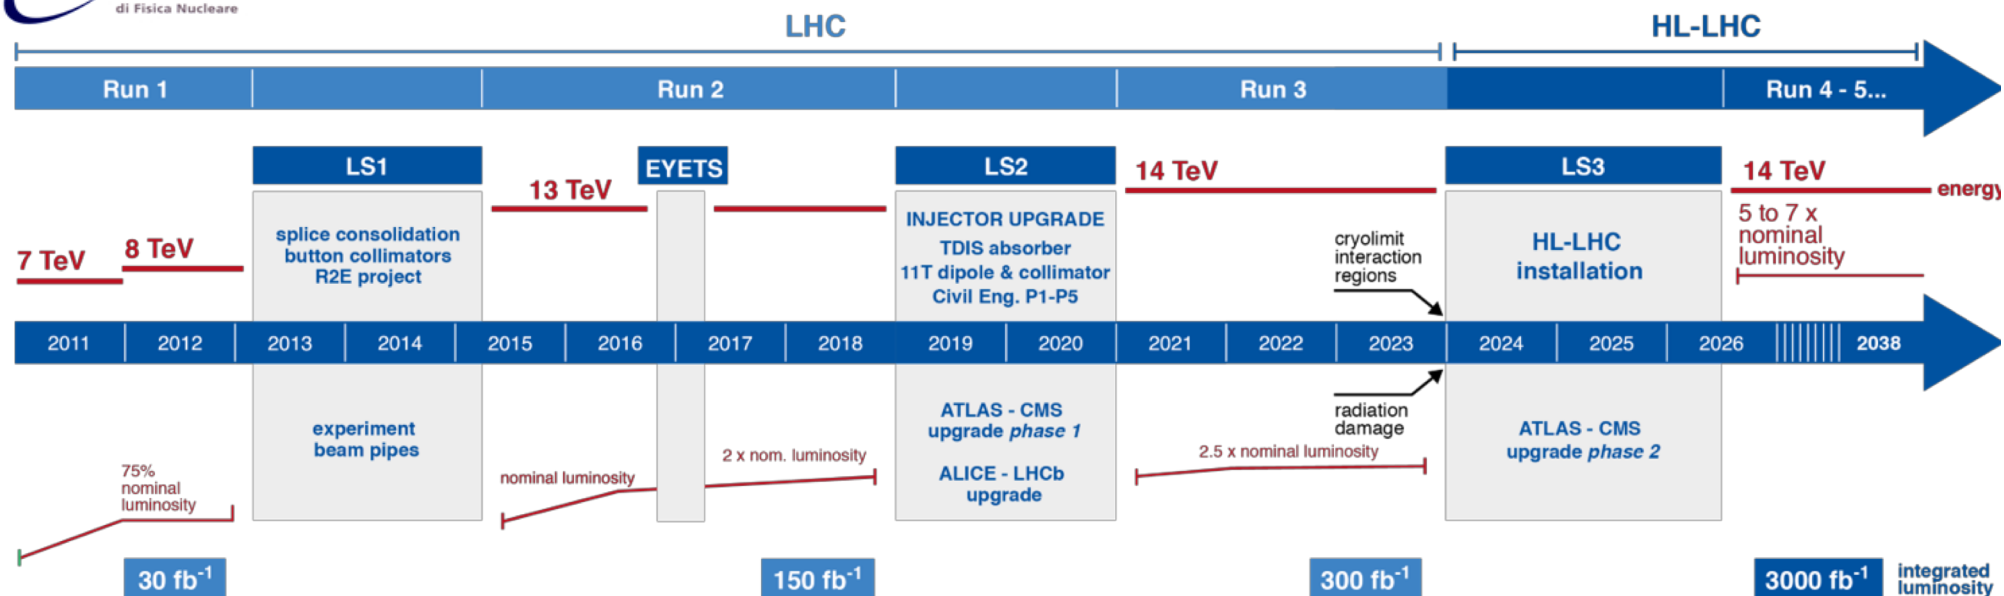 di Fisica Nucleare
LHC
HL-LHC
Run 1
Run 2
Run 3
Run 4 - 5...
LS1
EYETS
LS2
LS3
13 TeV
14 TeV
14 TeV
energy
7 TeV
8 TeV
splice consolidation
button collimators
R2E project
INJECTOR UPGRADE
TDIS absorber
11T dipole & collimator
Civil Eng. P1-P5
cryolimit
interaction
regions
HL-LHC
installation
5 to 7 x
nominal
luminosity
2011
2012
2013
2014
2015
2016
2017
2018
2019
2020
2021
2022
2023
2024
2025
2026
2038
75%
nominal
luminosity
experiment
beam pipes
nominal luminosity
2 x nom. luminosity
ATLAS - CMS
upgrade phase 1
ALICE - LHCb
upgrade
radiation
damage
2.5 x nominal luminosity
ATLAS - CMS
upgrade phase 2
30 fb⁻¹
150 fb⁻¹
300 fb⁻¹
3000 fb⁻¹
integrated
luminosity